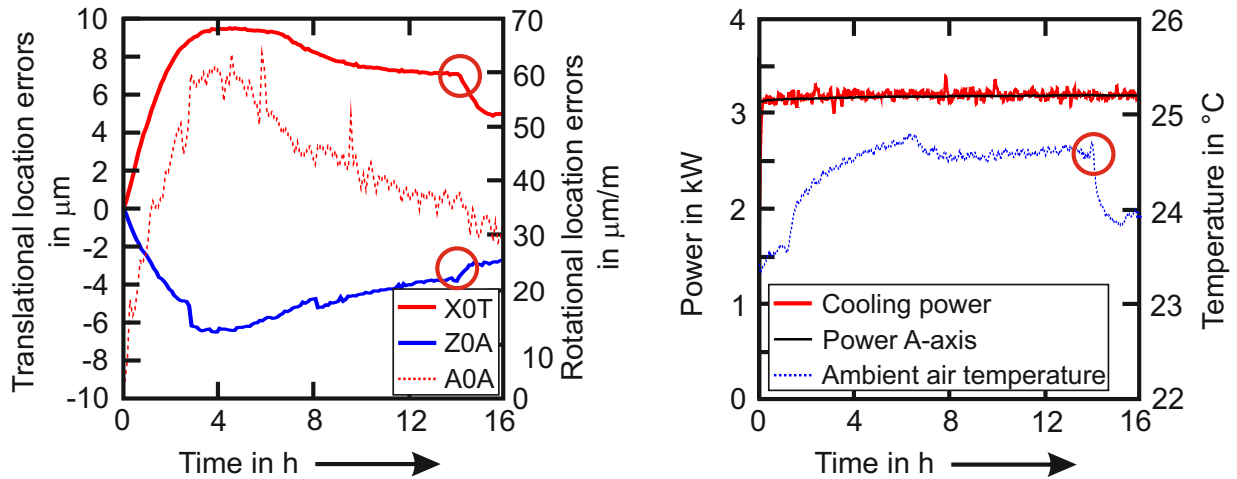 Translational location errors
in μm
10
8
6
4
2
0
-2
-4
-6
-8
-10
0
4
8
12
16
Time in h
70
60
50
40
30
20
10
0
Rotational location errors
in μm/m
X0T
Z0A
A0A
Power in kW
4
3
2
1
0
0
4
8
12
16
Time in h
26
25
24
23
22
Temperature in °C
Cooling power
Power A-axis
Ambient air temperature